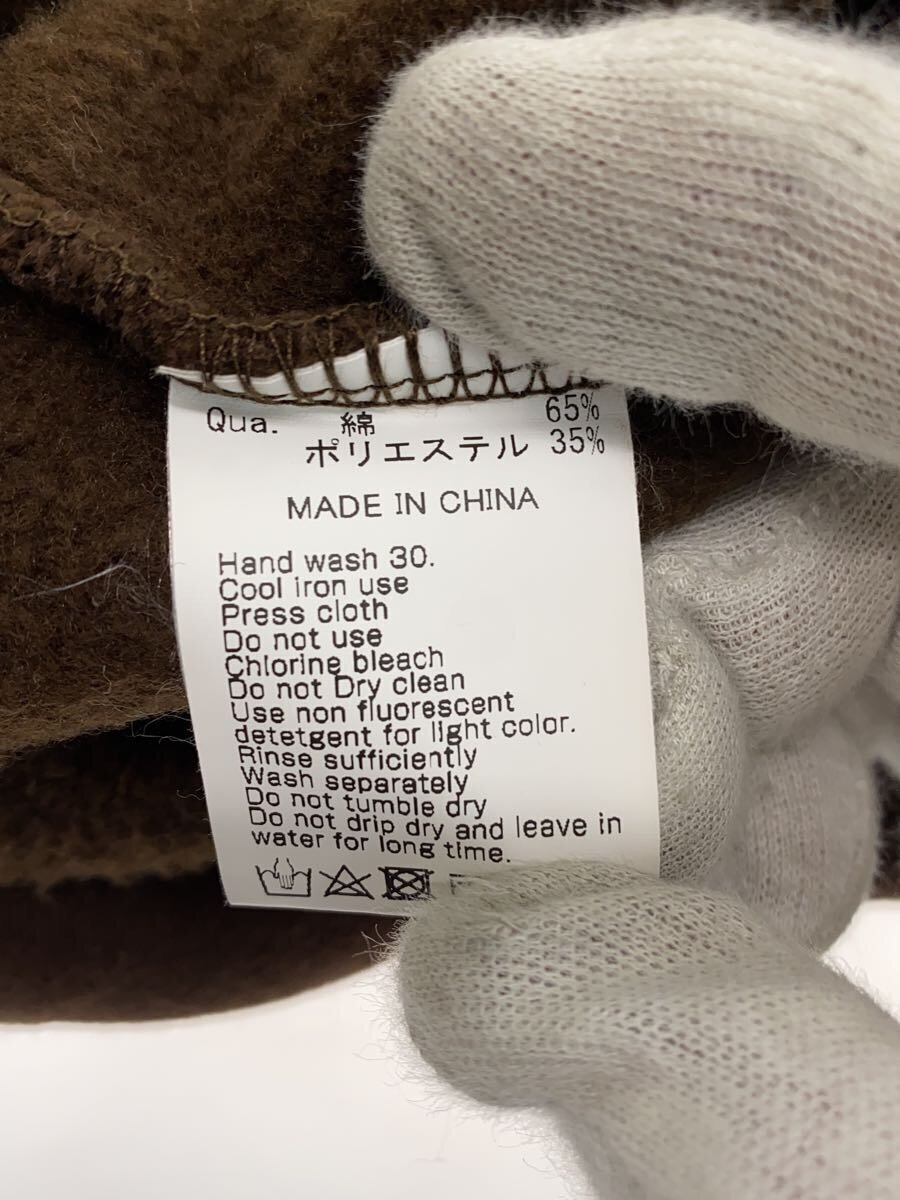 Qua. 綿 65%
ポリエステル 35%
MADE IN CHINA
Hand wash 30.
Cool iron use
Press cloth
Do not use
Chlorine bleach
Do not Dry clean
Use non fluorescent
detetgent for light color.
Rinse sufficiently
Wash separately
Do not tumble dry
Do not drip dry and leave in
water for long time.